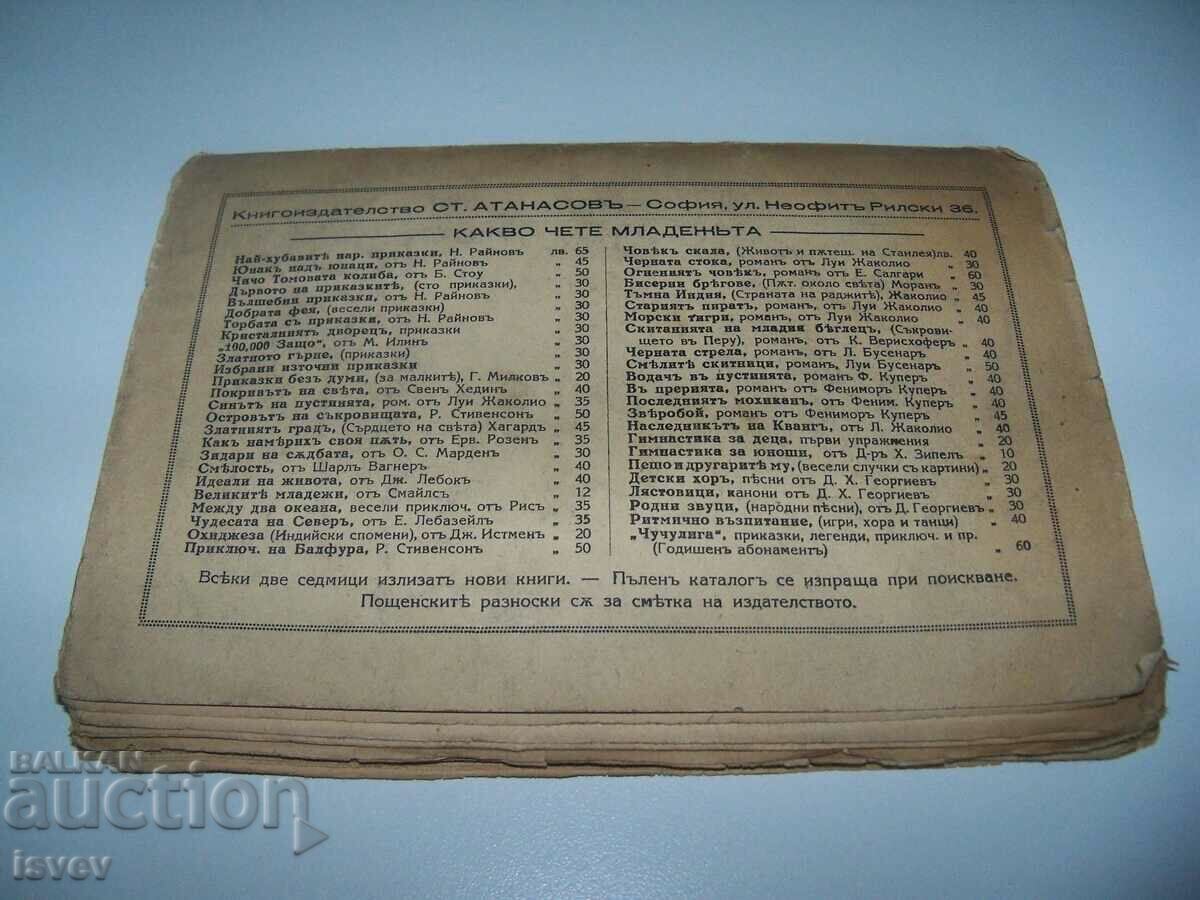 Книгоиздателство СТ. АТАНАСОВЪ — София, ул. Неофитъ Рилски 36.
КАКВО ЧЕТЕ МЛАДЕЖЬТА
Най-хубавитѣ нар. приказки, Н. Райновъ лв. 65
Юнакъ надъ юнаци, отъ Н. Райновъ „ 45
Чичо Томовата колиба, отъ Б. Стоу „ 50
Дървото на приказкитѣ, (сто приказки), „ 30
Вълшебни приказки, отъ Н. Райновъ „ 30
Добрата фея, (весели приказки) „ 30
Торбата съ приказки, отъ Н. Райновъ „ 30
Кристалниятъ дворецъ, приказки „ 30
„100,000 Защо“, отъ М. Илинъ „ 30
Златното гърне, (приказки) „ 30
Избрани източни приказки „ 30
Приказки безъ думи, (за малкитѣ), Г. Милковъ „ 20
Покривътъ на свѣта, отъ Свенъ Хединъ „ 40
Синътъ на пустинята, ром. отъ Луи Жаколио „ 35
Островътъ на съкровищата, Р. Стивенсонъ „ 50
Златниятъ градъ, (Сърдцето на свѣта) Хагардъ „ 45
Какъ намѣрихъ своя пѫть, отъ Ерв. Розенъ „ 35
Зидари на сѫдбата, отъ О. С. Марденъ „ 30
Смѣлость, отъ Шарлъ Вагнеръ „ 40
Идеали на живота, отъ Дж. Лебокъ „ 40
Великитѣ младежи, отъ Смайлсъ „ 12
Между два океана, весели приключ. отъ Рисъ „ 35
Чудесата на Северъ, отъ Е. Лебазейлъ „ 35
Охиджеза (Индийски спомени), отъ Дж. Истменъ „ 20
Приключ. на Балфура, Р. Стивенсонъ „ 50
Човѣкъ скала, (Животъ и пѫтеш. на Станлея) лв. 40
Черната стока, романъ отъ Луи Жаколио „ 30
Огнениятъ човѣкъ, романъ отъ Е. Салгари „ 60
Бисерни брѣгове, (Пѫт. около свѣта) Моранъ „ 30
Тъмна Индия, (Страната на раджитѣ), Жаколио „ 45
Стариятъ пиратъ, романъ, отъ Луи Жаколио „ 40
Морски тигри, романъ, отъ Луи Жаколио „ 40
Скитанията на младия бѣглецъ, (Съкрови-
щето въ Перу), романъ, отъ К. Верисхоферъ „ 40
Черната стрела, романъ, отъ Л. Бусенаръ „ 40
Смѣлитѣ скитници, романъ, Луи Бусенаръ „ 50
Водачъ въ пустинята, романъ Ф. Куперъ „ 40
Въ прерията, романъ отъ Фениморъ Куперъ „ 40
Последниятъ мохиканъ, отъ Феним. Куперъ „ 40
Звѣробой, романъ отъ Фениморъ Куперъ „ 45
Наследникътъ на Квангъ, отъ Л. Жаколио „ 40
Гимнастика за деца, първи упражнения „ 20
Гимнастика за юноши, отъ Д-ръ Х. Зипелъ „ 10
Пешо и другаритѣ му, (весели случки съ картини) „ 20
Детски хоръ, пѣсни отъ Д. Х. Георгиевъ „ 30
Лястовици, канони отъ Д. Х. Георгиевъ „ 30
Родни звуци, (народни пѣсни), отъ Д. Георгиевъ „ 30
Ритмично възпитание, (игри, хора и танци) „ 40
„Чучулига“, приказки, легенди, приключ. и пр.
(Годишенъ абонаментъ) „ 60
Всѣки две седмици излизатъ нови книги. — Пъленъ каталогъ се изпраща при поискване.
Пощенскитѣ разноски сѫ за смѣтка на издателството.
BALKAN
auction
isvev